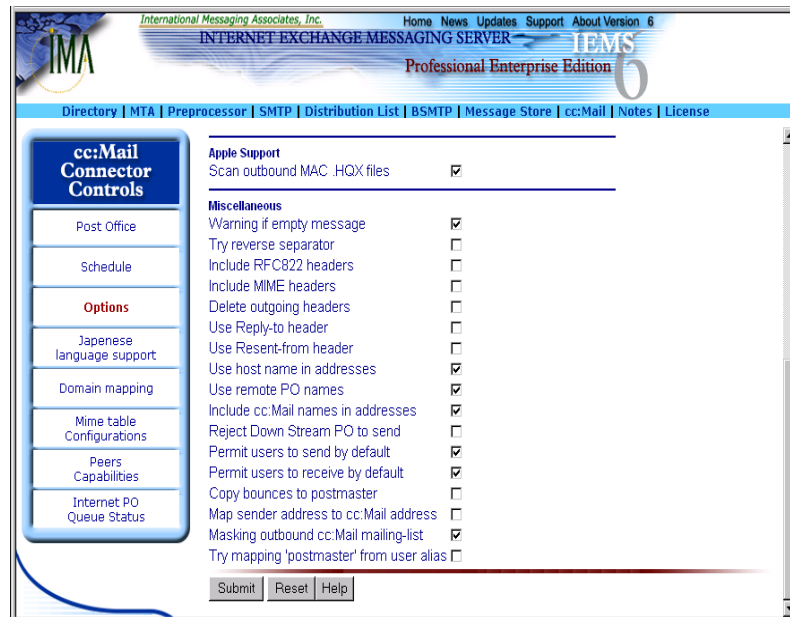 International Messaging Associates, Inc.
Home News Updates Support About Version 6
INTERNET EXCHANGE MESSAGING SERVER
IEMS
6
Professional Enterprise Edition
IMA
Directory | MTA | Preprocessor | SMTP | Distribution List | BSMTP | Message Store | cc:Mail | Notes | License
cc:Mail
Connector
Controls
Post Office
Schedule
Options
Japenese
language support
Domain mapping
Mime table
Configurations
Peers
Capabilities
Internet PO
Queue Status
Apple Support
Scan outbound MAC .HQX files
Miscellaneous
Warning if empty message
Try reverse separator
Include RFC822 headers
Include MIME headers
Delete outgoing headers
Use Reply-to header
Use Resent-from header
Use host name in addresses
Use remote PO names
Include cc:Mail names in addresses
Reject Down Stream PO to send
Permit users to send by default
Permit users to receive by default
Copy bounces to postmaster
Map sender address to cc:Mail address
Masking outbound cc:Mail mailing-list
Try mapping 'postmaster' from user alias
Submit Reset Help